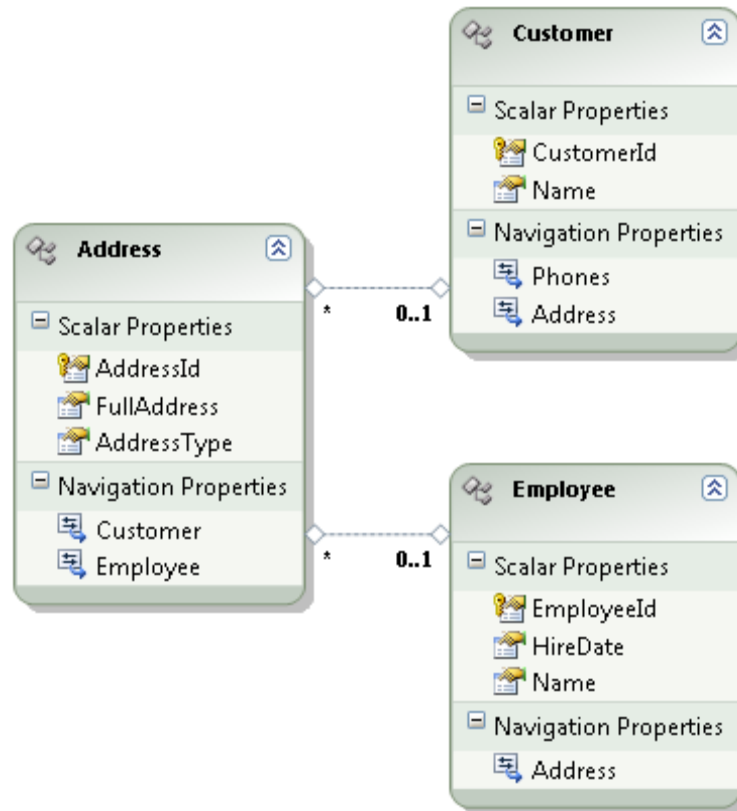 Customer
Scalar Properties
CustomerId
Name
Navigation Properties
Phones
Address
Address
Scalar Properties
AddressId
FullAddress
AddressType
Navigation Properties
Customer
Employee
* 0..1
* 0..1
Employee
Scalar Properties
EmployeeId
HireDate
Name
Navigation Properties
Address